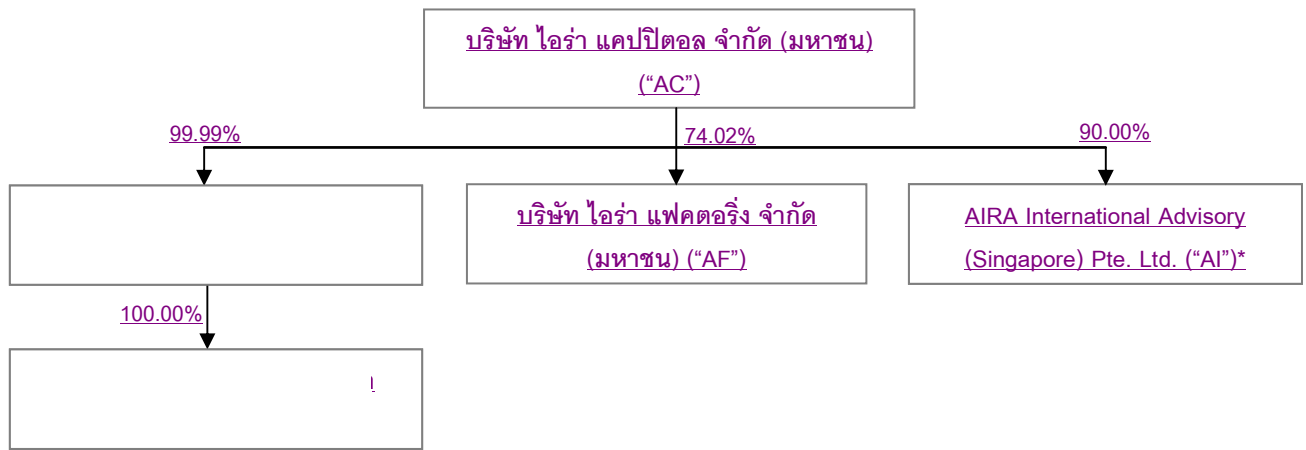 บริษัท ไอร่า แคปปิตอล จำกัด (มหาชน)
(“AC”)
99.99%
74.02%
90.00%
บริษัท ไอร่า แฟคตอริ่ง จำกัด
(มหาชน) (“AF”)
AIRA International Advisory
(Singapore) Pte. Ltd. (“AI”)*
100.00%